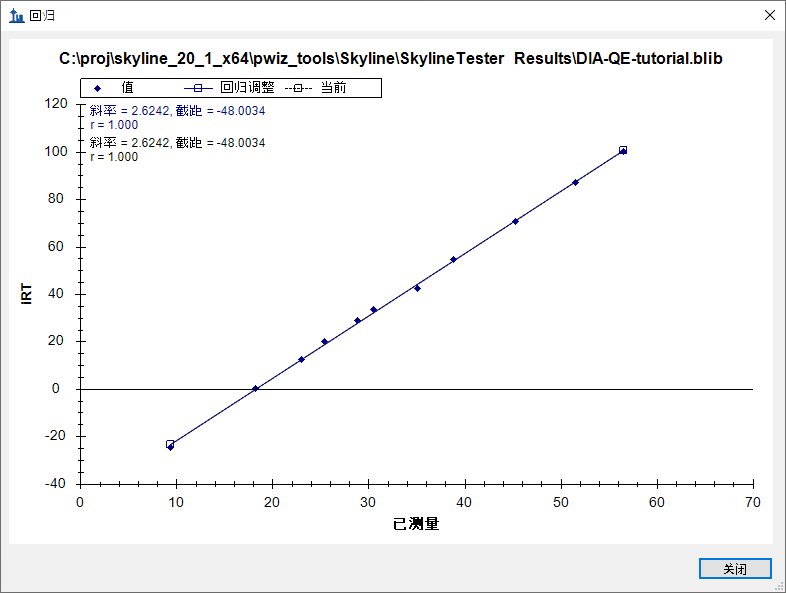 回归
C:\proj\skyline_20_1_x64\pwiz_tools\Skyline\SkylineTester Results\DIA-QE-tutorial.blib
值 回归调整 当前
斜率 = 2.6242, 截距 = -48.0034
r = 1.000
斜率 = 2.6242, 截距 = -48.0034
r = 1.000
120
100
80
60
40
20
0
-20
-40
iRT
0 10 20 30 40 50 60 70
已测量
关闭